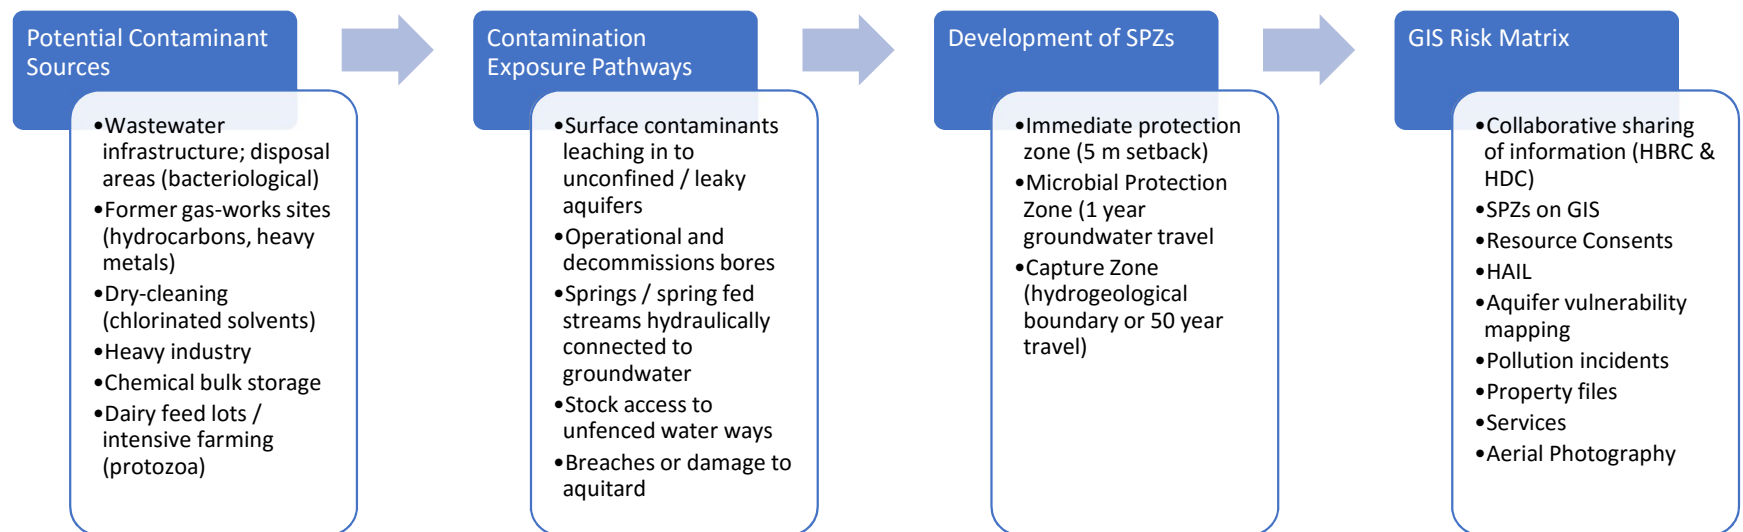 Potential Contaminant
Sources
•Wastewater
infrastructure; disposal
areas (bacteriological)
•Former gas-works sites
(hydrocarbons, heavy
metals)
•Dry-cleaning
(chlorinated solvents)
•Heavy industry
•Chemical bulk storage
•Dairy feed lots /
intensive farming
(protozoa)
Contamination
Exposure Pathways
•Surface contaminants
leaching in to
unconfined / leaky
aquifers
•Operational and
decommissions bores
•Springs / spring fed
streams hydraulically
connected to
groundwater
•Stock access to
unfenced water ways
•Breaches or damage to
aquitard
Development of SPZs
•Immediate protection
zone (5 m setback)
•Microbial Protection
Zone (1 year
groundwater travel
•Capture Zone
(hydrogeological
boundary or 50 year
travel)
GIS Risk Matrix
•Collaborative sharing
of information (HBRC &
HDC)
•SPZs on GIS
•Resource Consents
•HAIL
•Aquifer vulnerability
mapping
•Pollution incidents
•Property files
•Services
•Aerial Photography